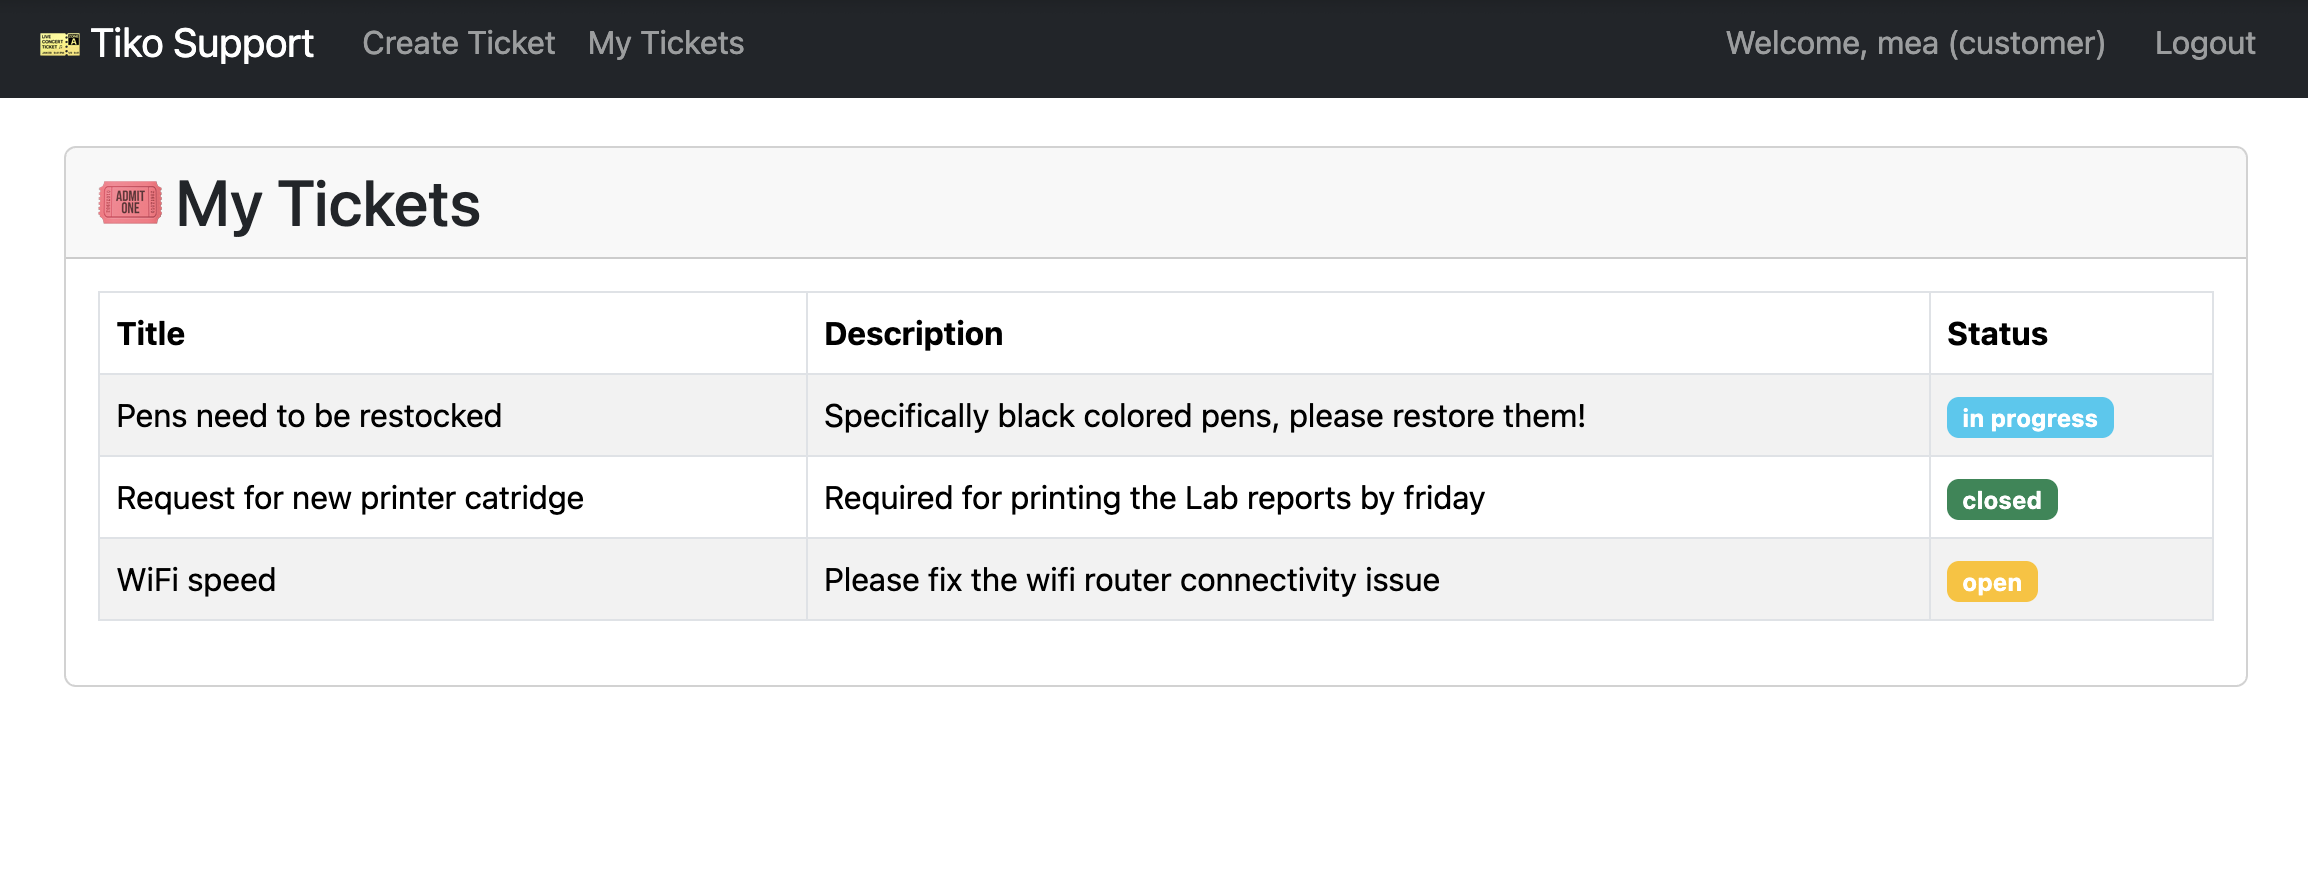 Tiko Support Create Ticket My Tickets Welcome, mea (customer) Logout
ADMIT
ONE
My Tickets
Title Description Status
Pens need to be restocked Specifically black colored pens, please restore them! in progress
Request for new printer catridge Required for printing the Lab reports by friday closed
WiFi speed Please fix the wifi router connectivity issue open